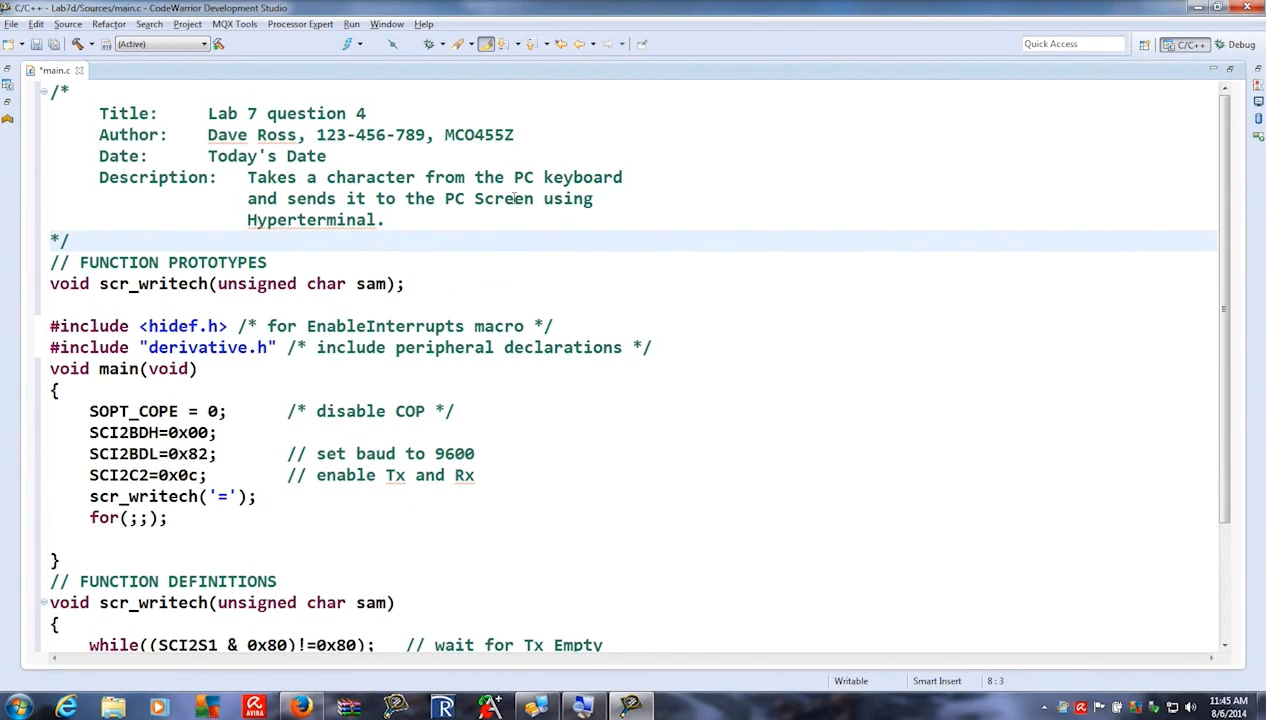 C/C++ - Lab7d/Sources/main.c - CodeWarrior Development Studio
File Edit Source Refactor Search Project MQX Tools Processor Expert Run Window Help
(Active)
Quick Access
C/C++
Debug
*main.c
/*
Title: Lab 7 question 4
Author: Dave Ross, 123-456-789, MCO455Z
Date: Today's Date
Description: Takes a character from the PC keyboard
and sends it to the PC Screen using
Hyperterminal.
*/
// FUNCTION PROTOTYPES
void scr_writech(unsigned char sam);
#include <hidef.h> /* for EnableInterrupts macro */
#include "derivative.h" /* include peripheral declarations */
void main(void)
{
SOPT_COPE = 0; /* disable COP */
SCI2BDH=0x00;
SCI2BDL=0x82; // set baud to 9600
SCI2C2=0x0c; // enable Tx and Rx
scr_writech('=');
for(;;);
}
// FUNCTION DEFINITIONS
void scr_writech(unsigned char sam)
{
while((SCI2S1 & 0x80)!=0x80); // wait for Tx Empty
Writable
Smart Insert
8 : 3
AVIRA
R
11:45 AM
8/6/2014